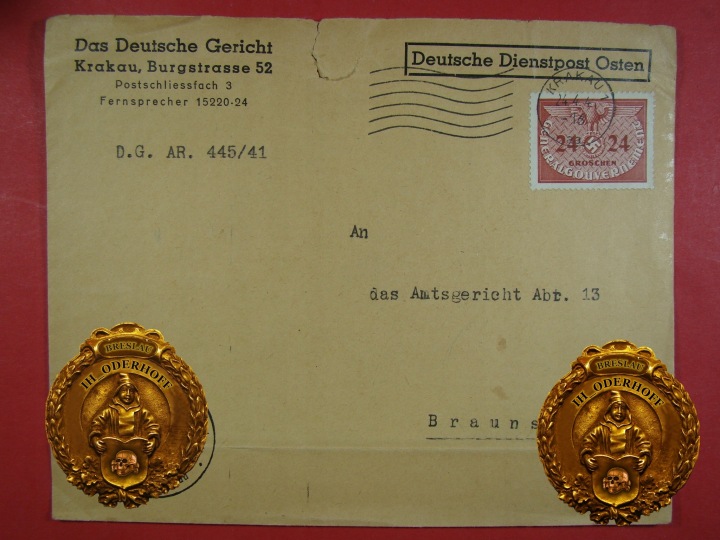 Das Deutsche Gericht
Krakau, Burgstrasse 52
Postschliessfach 3
Fernsprecher 15220-24
Deutsche Dienstpost Osten
KRAKAU 1
24 24
GROSCHEN
GENERALGOUVERNEMENT
D.G. AR. 445/41
An
das Amtsgericht Abt. 13
BRESLAU
III. ODERHOFF
BRESLAU
III. ODERHOFF